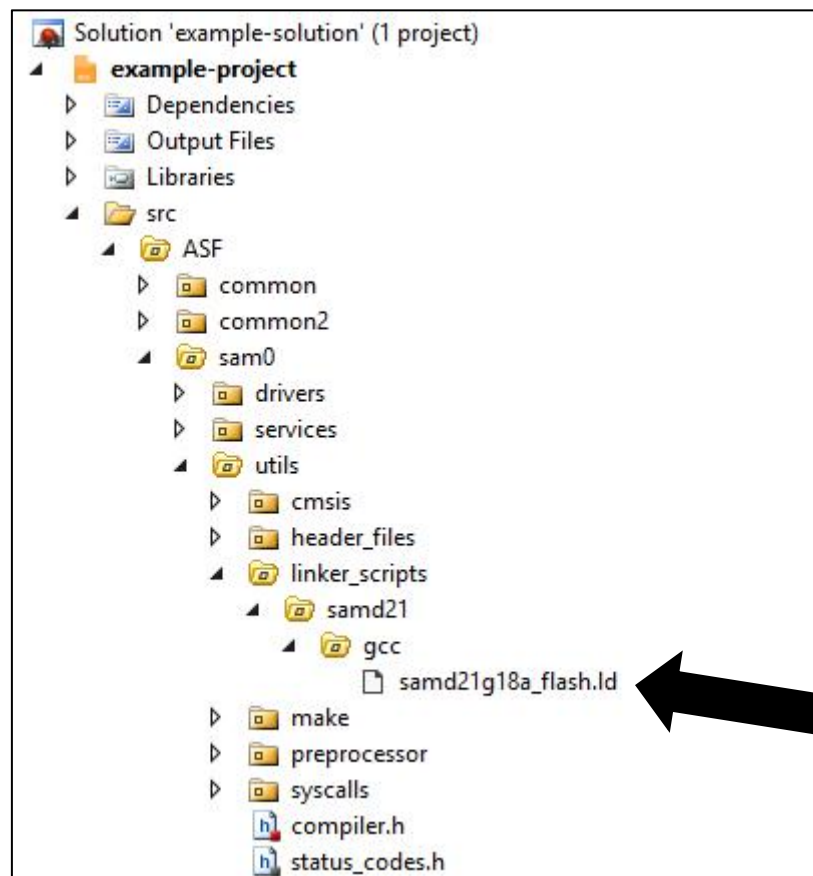 Solution 'example-solution' (1 project)
example-project
Dependencies
Output Files
Libraries
src
ASF
common
common2
sam0
drivers
services
utils
cmsis
header_files
linker_scripts
samd21
gcc
samd21g18a_flash.ld
make
preprocessor
syscalls
compiler.h
status_codes.h